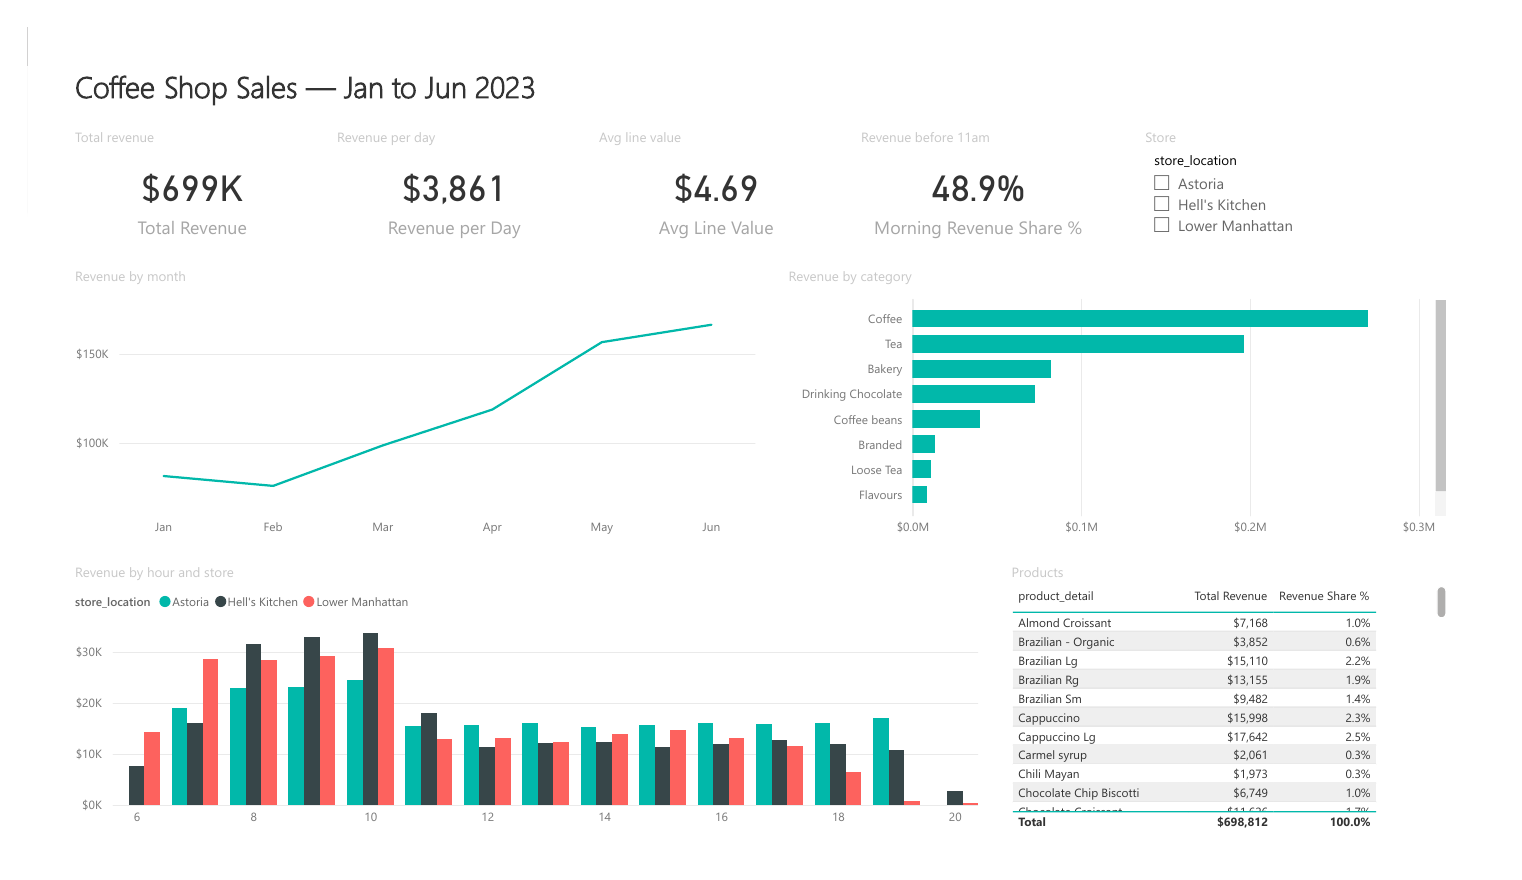 Coffee Shop Sales — Jan to Jun 2023
Total revenue
$699K
Total Revenue
Revenue per day
$3,861
Revenue per Day
Avg line value
$4.69
Avg Line Value
Revenue before 11am
48.9%
Morning Revenue Share %
Store
store_location
Astoria
Hell's Kitchen
Lower Manhattan
Revenue by month
$150K
$100K
Jan Feb Mar Apr May Jun
Revenue by category
Coffee
Tea
Bakery
Drinking Chocolate
Coffee beans
Branded
Loose Tea
Flavours
$0.0M $0.1M $0.2M $0.3M
Revenue by hour and store
store_location Astoria Hell's Kitchen Lower Manhattan
$30K
$20K
$10K
$0K
6 8 10 12 14 16 18 20
Products
product_detail Total Revenue Revenue Share %
Almond Croissant $7,168 1.0%
Brazilian - Organic $3,852 0.6%
Brazilian Lg $15,110 2.2%
Brazilian Rg $13,155 1.9%
Brazilian Sm $9,482 1.4%
Cappuccino $15,998 2.3%
Cappuccino Lg $17,642 2.5%
Carmel syrup $2,061 0.3%
Chili Mayan $1,973 0.3%
Chocolate Chip Biscotti $6,749 1.0%
Total $698,812 100.0%